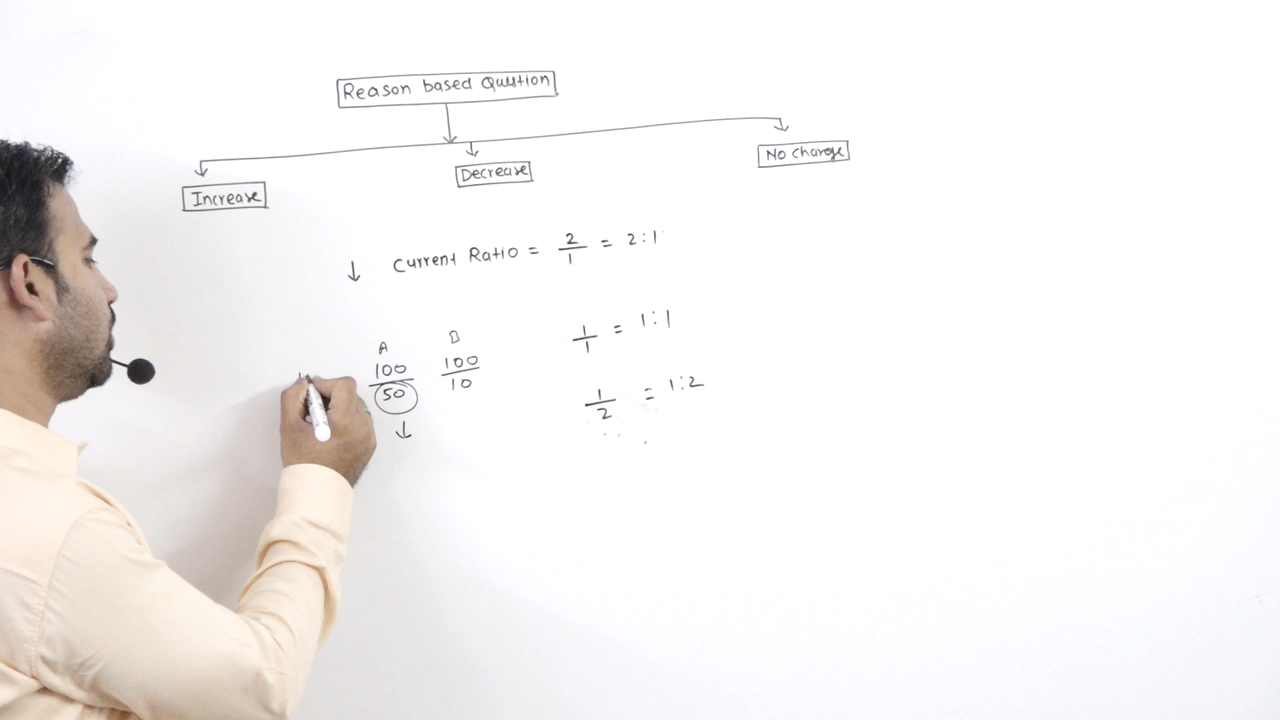 Reason based Question
Increase
Decrease
No change
↓ Current Ratio = 2/1 = 2:1
1/1 = 1:1
A B
100/50 100/10
↓
1/2 = 1:2